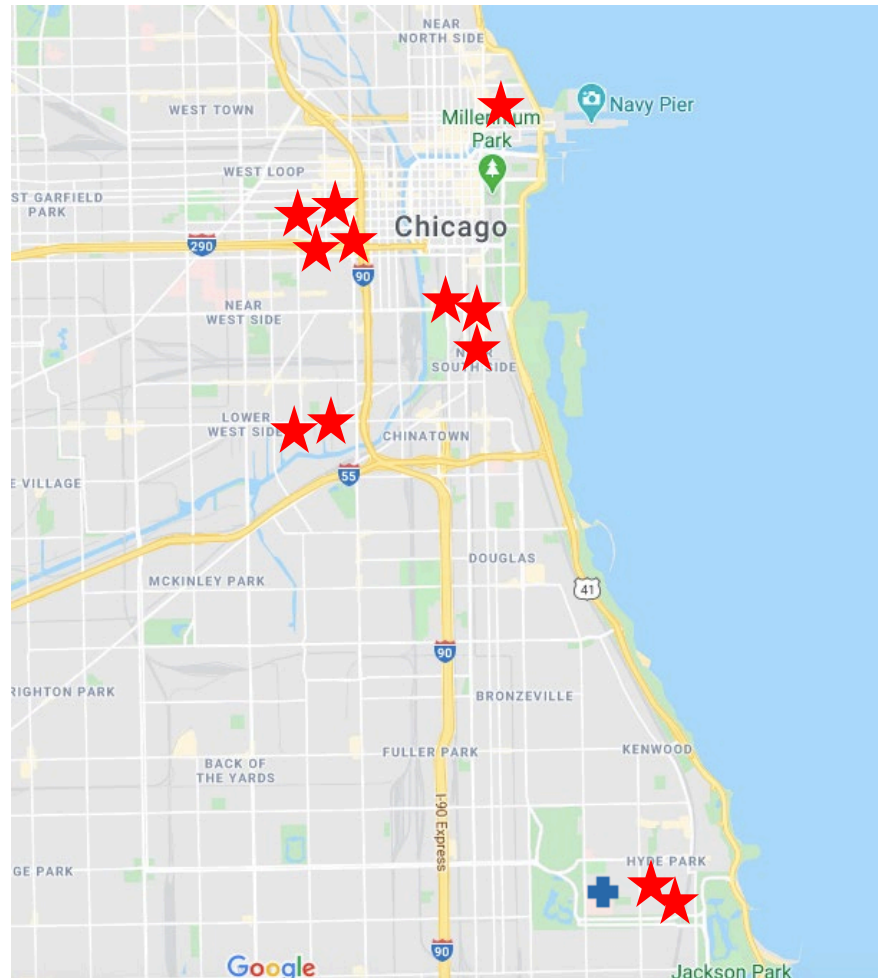 NEAR
NORTH SIDE
WEST TOWN
Navy Pier
Millennium
Park
WEST LOOP
ST GARFIELD
PARK
Chicago
290
90
NEAR
WEST SIDE
SOUTH SIDE
LOWER
WEST SIDE
CHINATOWN
55
E VILLAGE
DOUGLAS
MCKINLEY PARK
41
90
RIGHTON PARK
BRONZEVILLE
FULLER PARK
KENWOOD
BACK OF
THE YARDS
I-90 Express
HYDE PARK
GE PARK
90
Google
Jackson Park